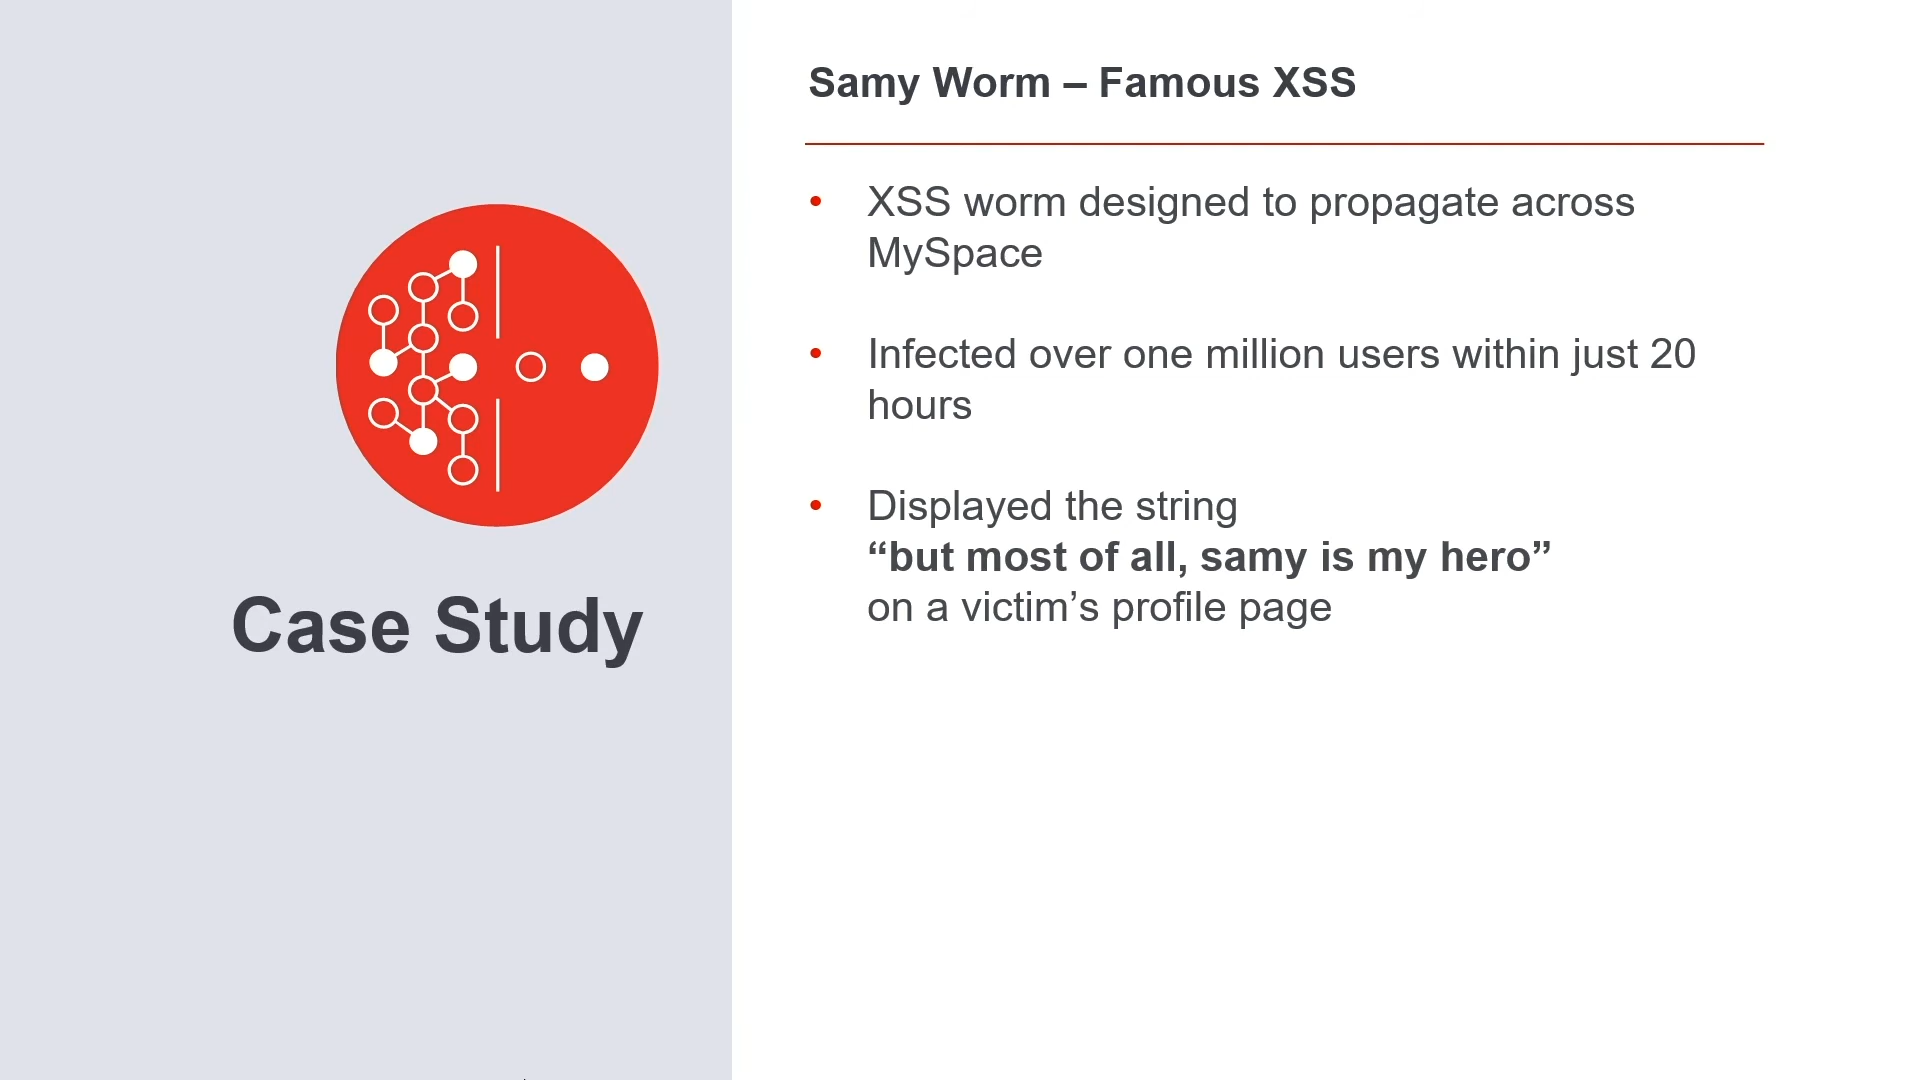 Samy Worm – Famous XSS
• XSS worm designed to propagate across
MySpace
• Infected over one million users within just 20
hours
• Displayed the string
“but most of all, samy is my hero”
on a victim’s profile page
Case Study